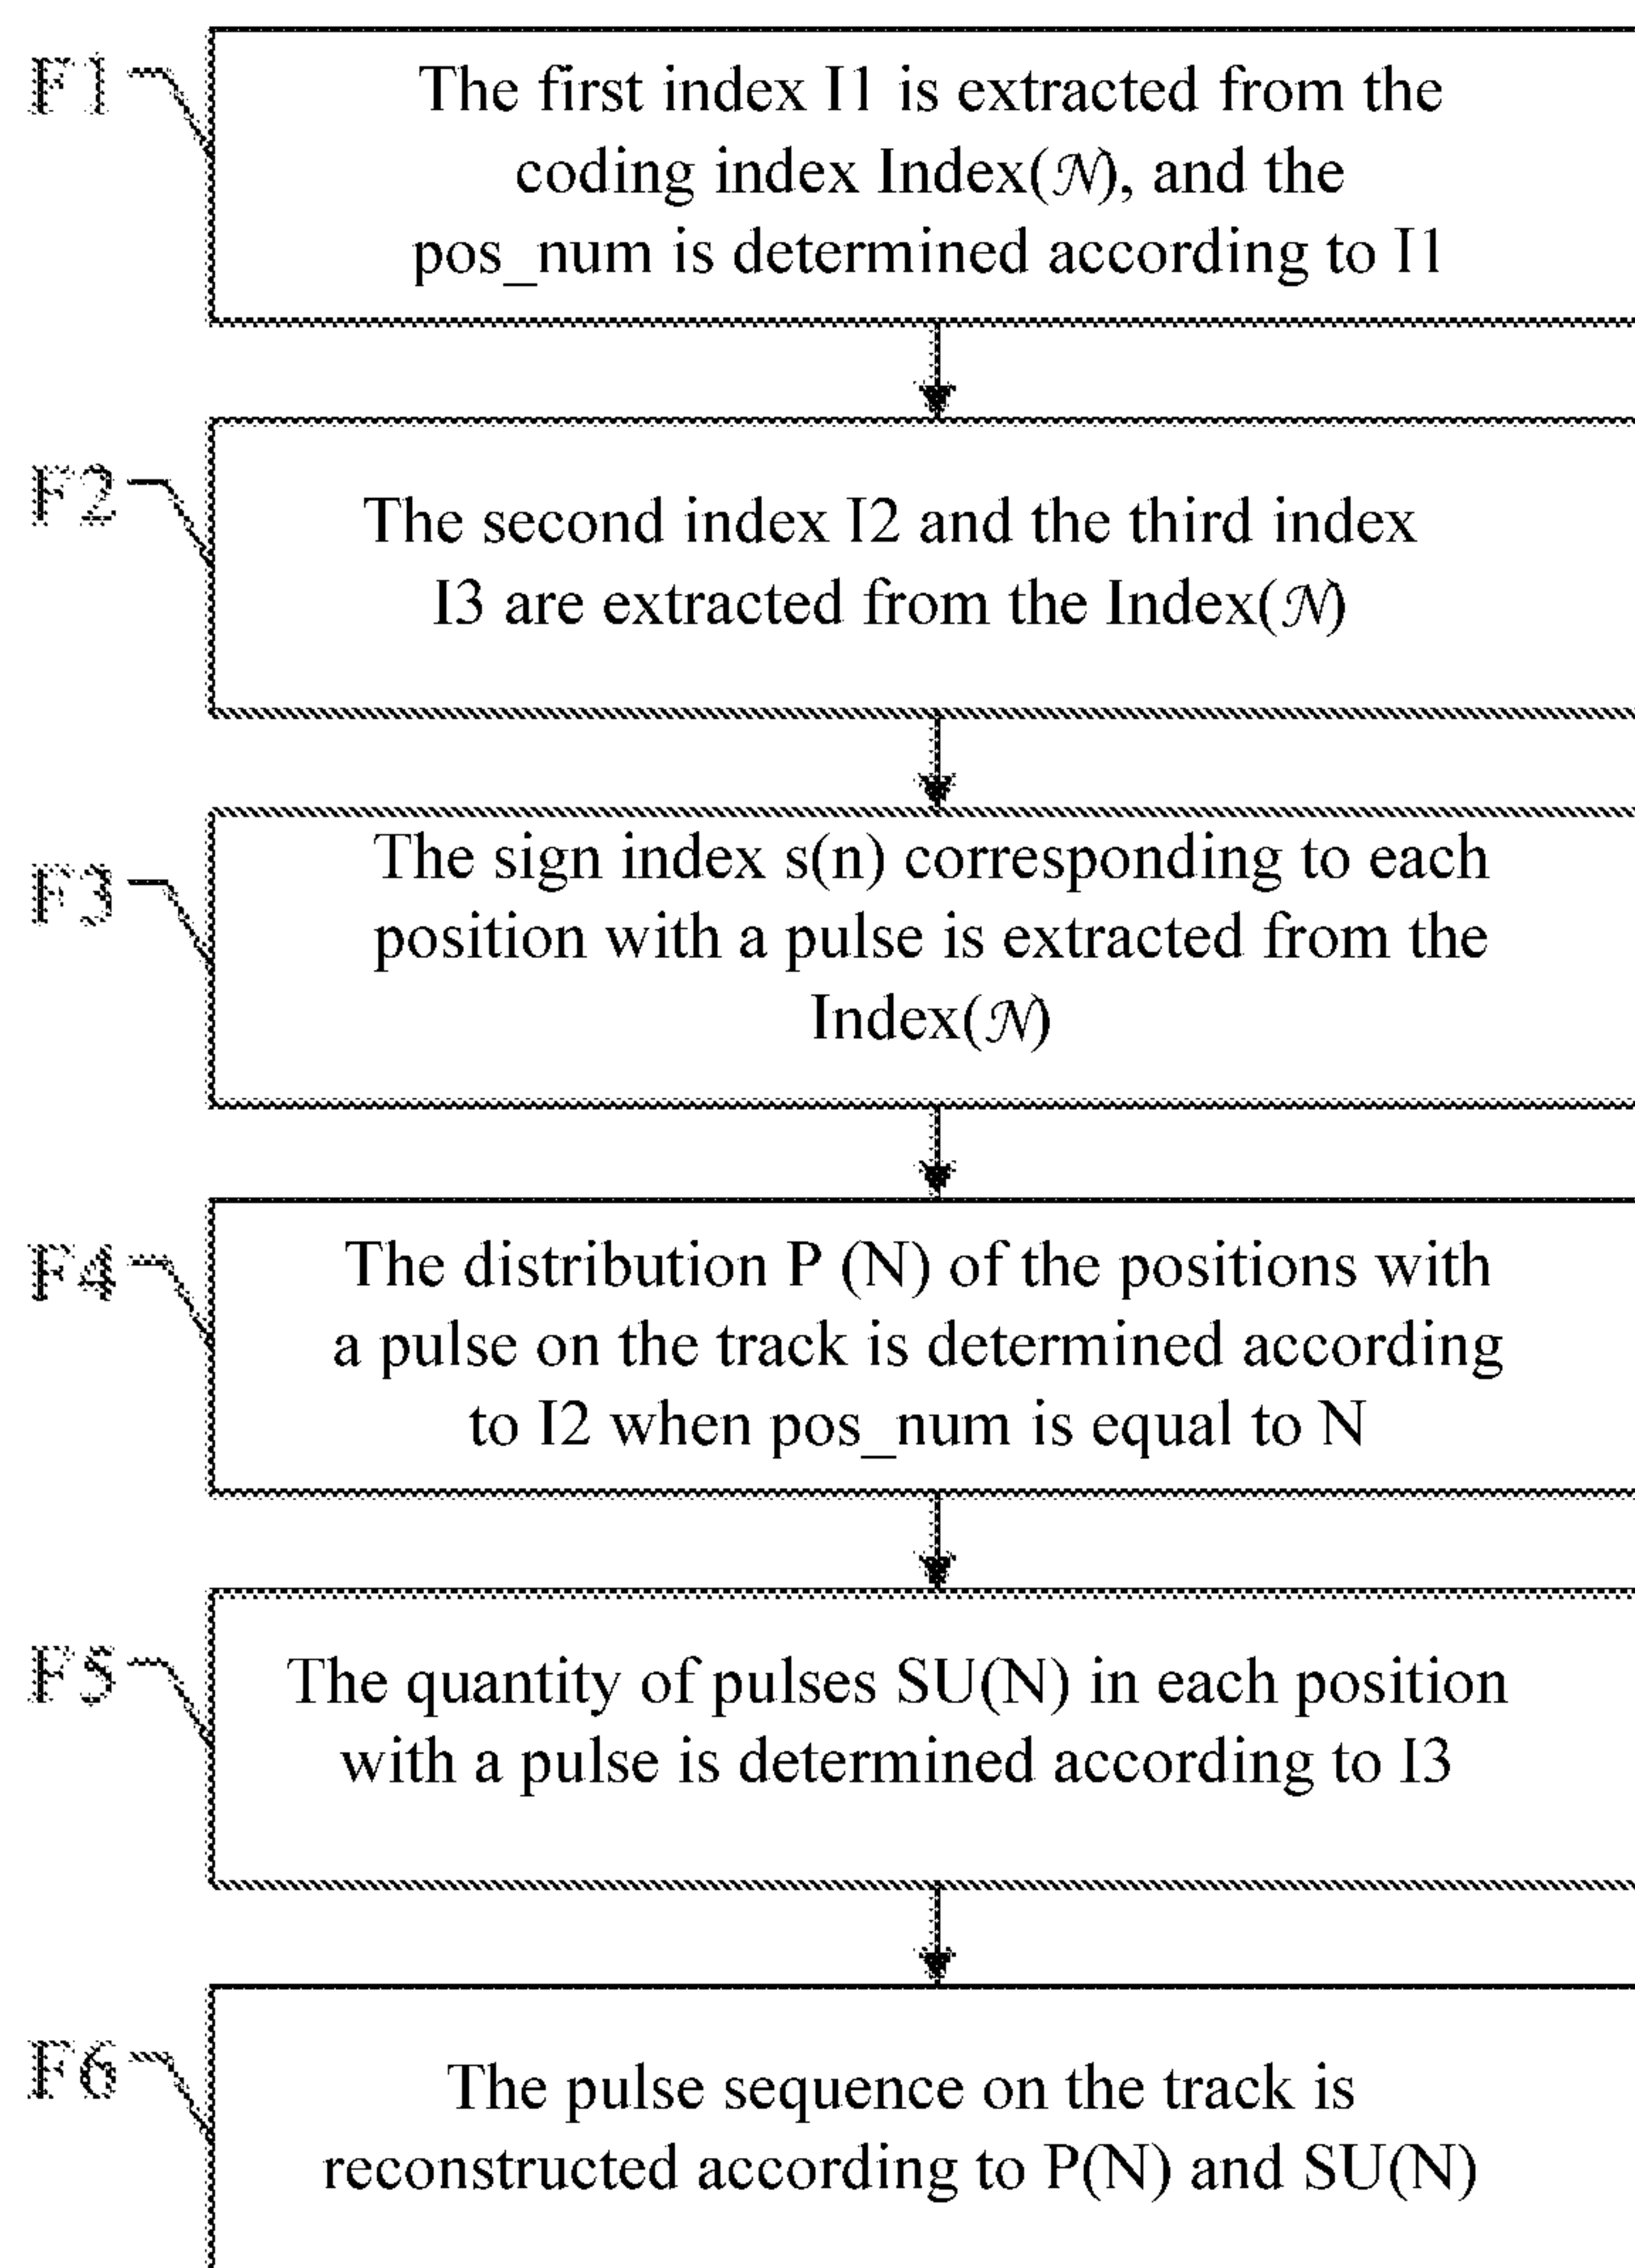 F1
The first index I1 is extracted from the
coding index Index(𝒩), and the
pos_num is determined according to I1
F2
The second index I2 and the third index
I3 are extracted from the Index(𝒩)
F3
The sign index s(n) corresponding to each
position with a pulse is extracted from the
Index(𝒩)
F4
The distribution P (N) of the positions with
a pulse on the track is determined according
to I2 when pos_num is equal to N
F5
The quantity of pulses SU(N) in each position
with a pulse is determined according to I3
F6
The pulse sequence on the track is
reconstructed according to P(N) and SU(N)